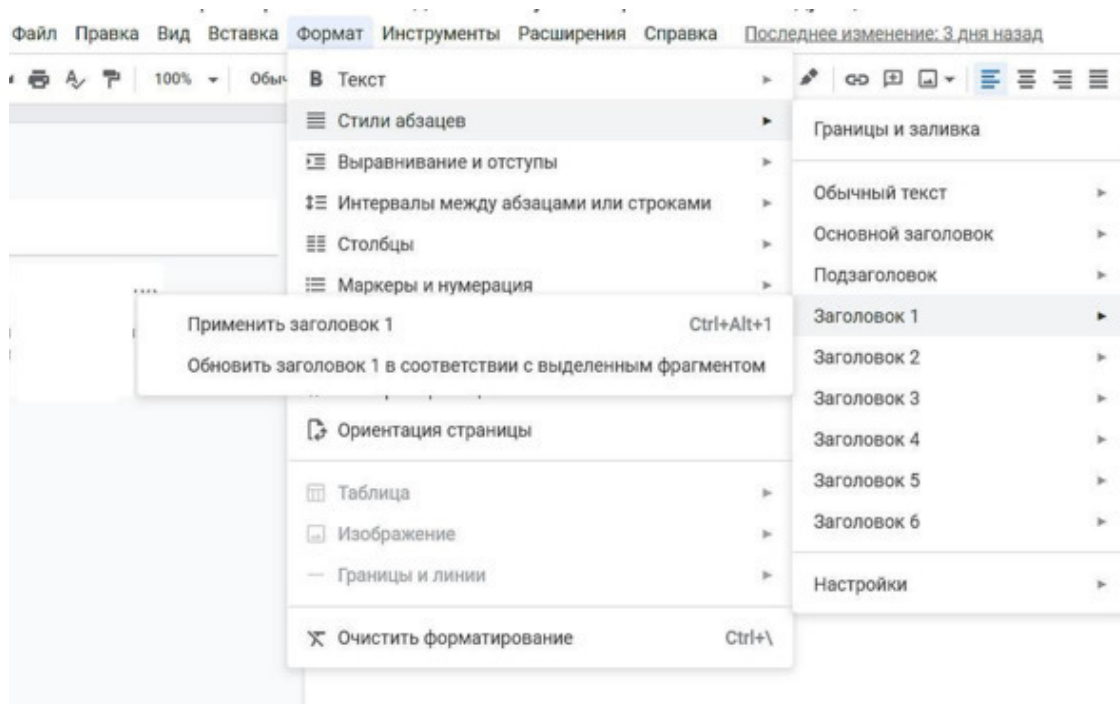 Файл Правка Вид Вставка Формат Инструменты Расширения Справка Последнее изменение: 3 дня назад
100% Обыч
B Текст
Стили абзацев
Выравнивание и отступы
Интервалы между абзацами или строками
Столбцы
Маркеры и нумерация
Ориентация страницы
Таблица
Изображение
Границы и линии
Очистить форматирование Ctrl+\
Границы и заливка
Обычный текст
Основной заголовок
Подзаголовок
Заголовок 1
Заголовок 2
Заголовок 3
Заголовок 4
Заголовок 5
Заголовок 6
Настройки
Применить заголовок 1 Ctrl+Alt+1
Обновить заголовок 1 в соответствии с выделенным фрагментом